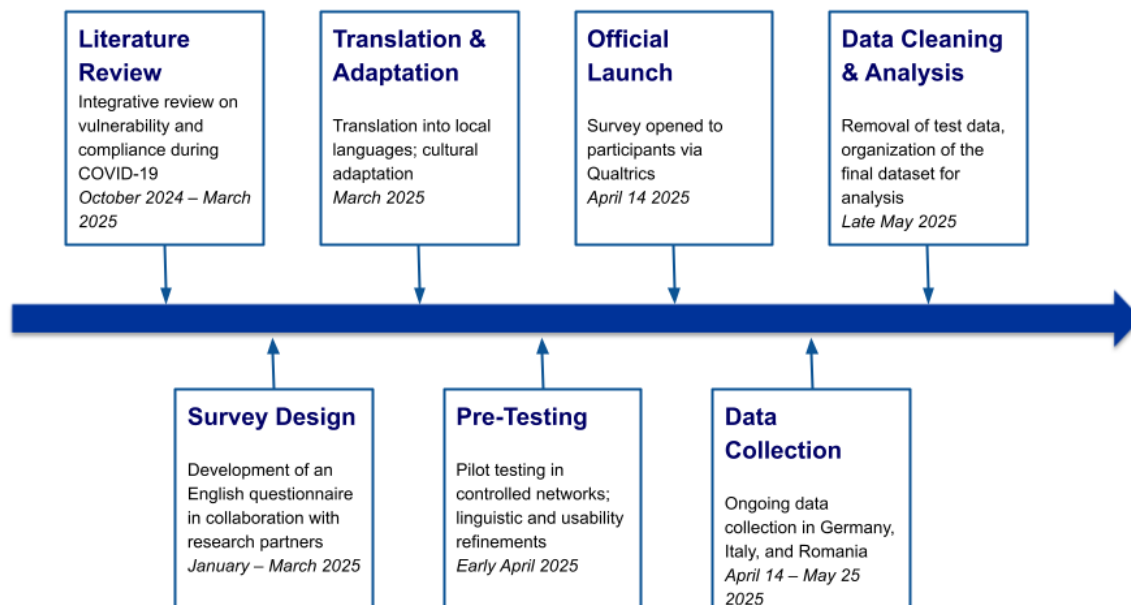 Literature
Review
Integrative review on
vulnerability and
compliance during
COVID-19
October 2024 – March
2025
Translation &
Adaptation
Translation into local
languages; cultural
adaptation
March 2025
Official
Launch
Survey opened to
participants via
Qualtrics
April 14 2025
Data Cleaning
& Analysis
Removal of test data,
organization of the
final dataset for
analysis
Late May 2025
Survey Design
Development of an
English questionnaire
in collaboration with
research partners
January – March 2025
Pre-Testing
Pilot testing in
controlled networks;
linguistic and usability
refinements
Early April 2025
Data
Collection
Ongoing data
collection in Germany,
Italy, and Romania
April 14 – May 25
2025